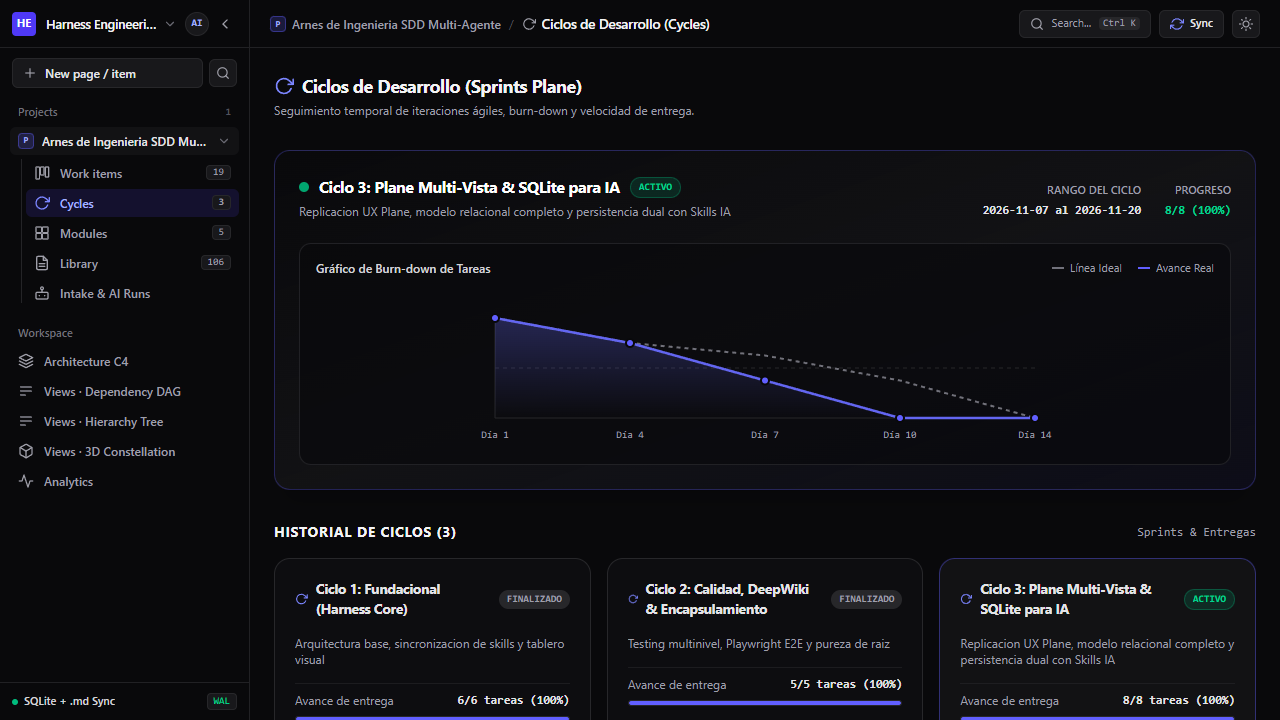 HE Harness Engineeri... AI
New page / item
Projects 1
P Arnes de Ingenieria SDD Mu...
Work items 19
Cycles 3
Modules 5
Library 106
Intake & AI Runs
Workspace
Architecture C4
Views · Dependency DAG
Views · Hierarchy Tree
Views · 3D Constellation
Analytics
SQLite + .md Sync WAL
P Arnes de Ingenieria SDD Multi-Agente / Ciclos de Desarrollo (Cycles)
Search... Ctrl K Sync
Ciclos de Desarrollo (Sprints Plane)
Seguimiento temporal de iteraciones ágiles, burn-down y velocidad de entrega.
Ciclo 3: Plane Multi-Vista & SQLite para IA ACTIVO
Replicacion UX Plane, modelo relacional completo y persistencia dual con Skills IA
RANGO DEL CICLO PROGRESO
2026-11-07 al 2026-11-20 8/8 (100%)
Gráfico de Burn-down de Tareas
Línea Ideal Avance Real
Día 1 Día 4 Día 7 Día 10 Día 14
HISTORIAL DE CICLOS (3) Sprints & Entregas
Ciclo 1: Fundacional
(Harness Core)
FINALIZADO
Arquitectura base, sincronizacion de skills y tablero
visual
Avance de entrega 6/6 tareas (100%)
Ciclo 2: Calidad, DeepWiki
& Encapsulamiento
FINALIZADO
Testing multinivel, Playwright E2E y pureza de raiz
Avance de entrega 5/5 tareas (100%)
Ciclo 3: Plane Multi-Vista &
SQLite para IA
ACTIVO
Replicacion UX Plane, modelo relacional completo y
persistencia dual con Skills IA
Avance de entrega 8/8 tareas (100%)